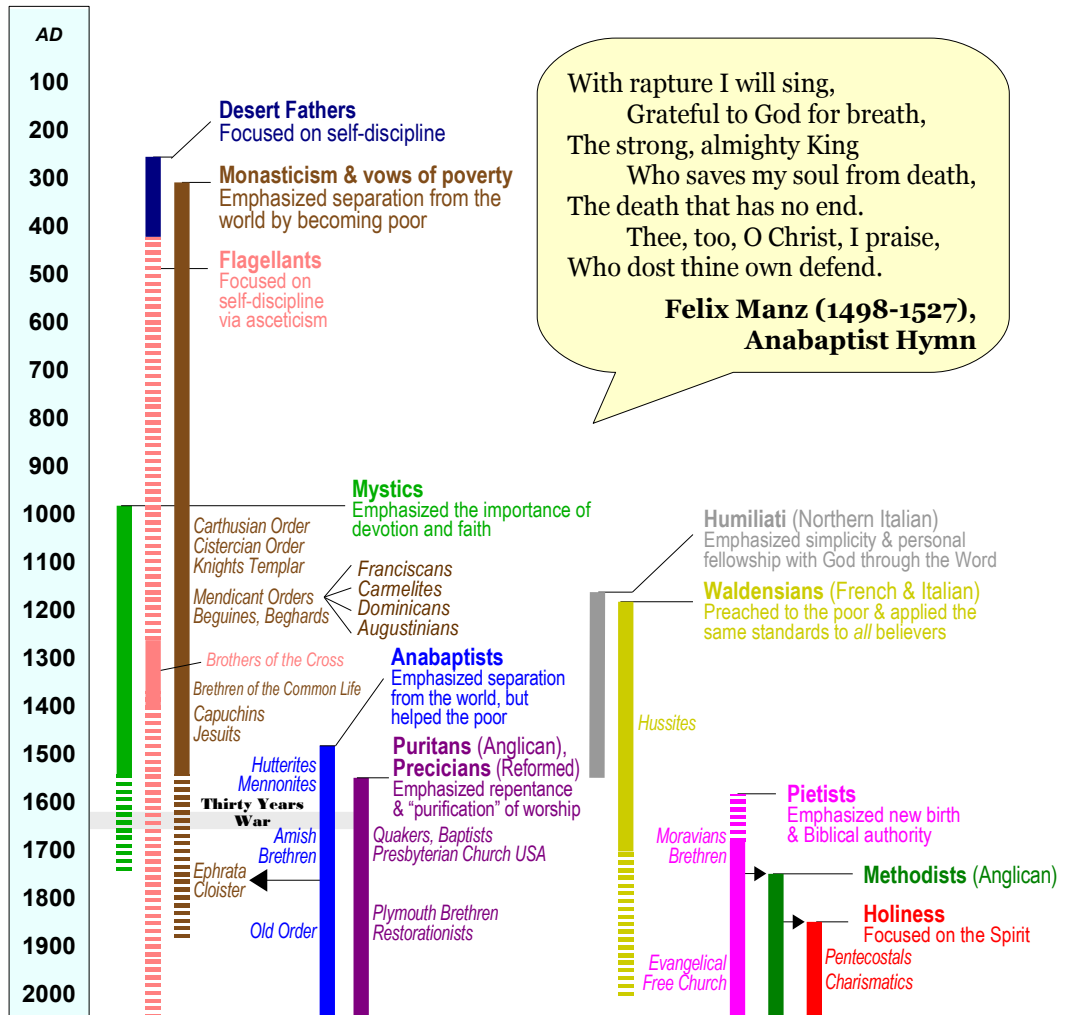 AD
100
200
300
400
500
600
700
800
900
1000
1100
1200
1300
1400
1500
1600
1700
1800
1900
2000
With rapture I will sing,
Grateful to God for breath,
The strong, almighty King
Who saves my soul from death,
The death that has no end.
Thee, too, O Christ, I praise,
Who dost thine own defend.
Felix Manz (1498-1527),
Anabaptist Hymn
Desert Fathers
Focused on self-discipline
Monasticism & vows of poverty
Emphasized separation from the
world by becoming poor
Flagellants
Focused on
self-discipline
via asceticism
Mystics
Emphasized the importance of
devotion and faith
Carthusian Order
Cistercian Order
Knights Templar
Mendicant Orders
Beguines, Beghards
Franciscans
Carmelites
Dominicans
Augustinians
Brothers of the Cross
Brethren of the Common Life
Capuchins
Jesuits
Anabaptists
Emphasized separation
from the world, but
helped the poor
Hutterites
Mennonites
Thirty Years
War
Amish
Brethren
Ephrata
Cloister
Old Order
Puritans (Anglican),
Precicians (Reformed)
Emphasized repentance
& “purification” of worship
Quakers, Baptists
Presbyterian Church USA
Plymouth Brethren
Restorationists
Humiliati (Northern Italian)
Emphasized simplicity & personal
fellowship with God through the Word
Waldensians (French & Italian)
Preached to the poor & applied the
same standards to all believers
Hussites
Pietists
Emphasized new birth
& Biblical authority
Moravians
Brethren
Evangelical
Free Church
Methodists (Anglican)
Holiness
Focused on the Spirit
Pentecostals
Charismatics